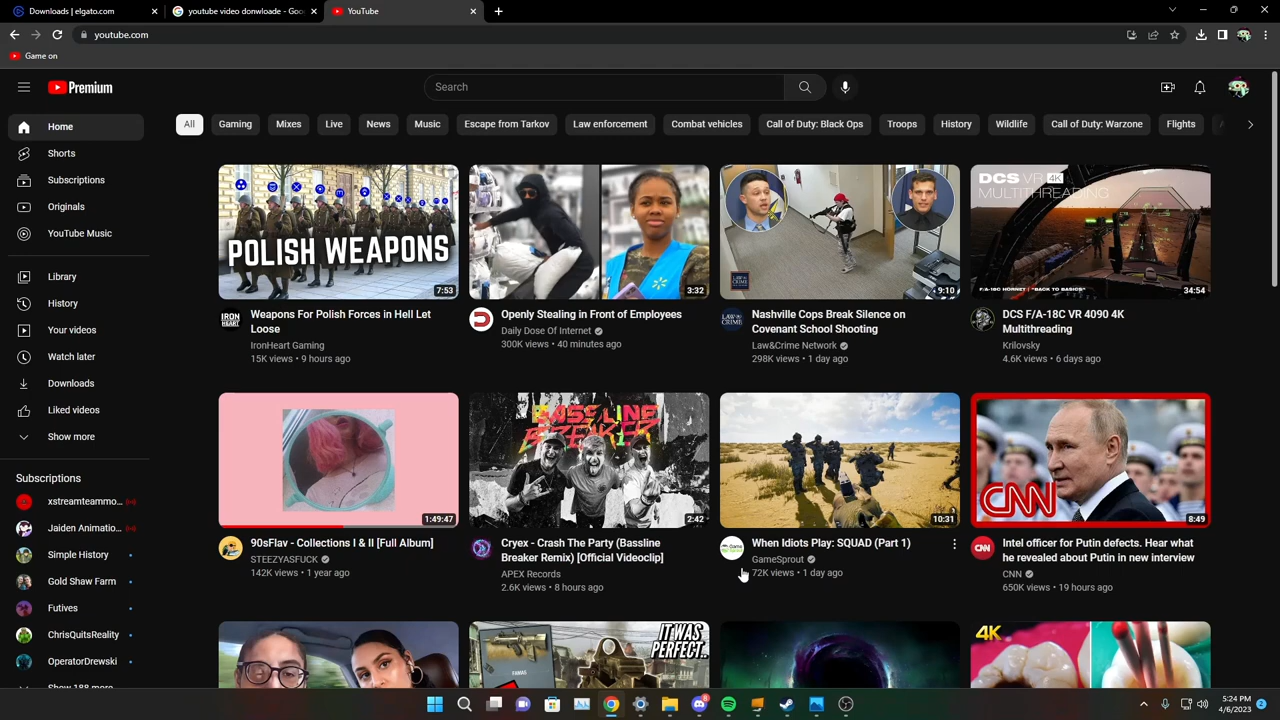 Downloads | elgato.com
youtube video donwloade - Goo
YouTube
youtube.com
Game on
Premium
Search
Home
Shorts
Subscriptions
Originals
YouTube Music
Library
History
Your videos
Watch later
Downloads
Liked videos
Show more
Subscriptions
xstreamteammo...
Jaiden Animatio...
Simple History
Gold Shaw Farm
Futives
ChrisQuitsReality
OperatorDrewski
Show 188 more
All
Gaming
Mixes
Live
News
Music
Escape from Tarkov
Law enforcement
Combat vehicles
Call of Duty: Black Ops
Troops
History
Wildlife
Call of Duty: Warzone
Flights
POLISH WEAPONS
7:53
IRON HEART
Weapons For Polish Forces in Hell Let
Loose
IronHeart Gaming
15K views • 9 hours ago
3:32
Openly Stealing in Front of Employees
Daily Dose Of Internet
300K views • 40 minutes ago
LAW&CRIME
9:10
Nashville Cops Break Silence on
Covenant School Shooting
Law&Crime Network
298K views • 1 day ago
DCS VR 4K
MULTITHREADING
F/A-18C HORNET | "BACK TO BASICS"
34:54
DCS F/A-18C VR 4090 4K
Multithreading
Krilovsky
4.6K views • 6 days ago
1:49:47
90sFlav - Collections I & II [Full Album]
STEEZYASFUCK
142K views • 1 year ago
BASSLINE
BREAKER
2:42
Cryex - Crash The Party (Bassline
Breaker Remix) [Official Videoclip]
APEX Records
2.6K views • 8 hours ago
10:31
When Idiots Play: SQUAD (Part 1)
GameSprout
72K views • 1 day ago
CNN
8:49
CNN
Intel officer for Putin defects. Hear what
he revealed about Putin in new interview
CNN
650K views • 19 hours ago
IT WAS
PERFECT..
FAMAS
4K
8
5:24 PM
4/6/2023
2